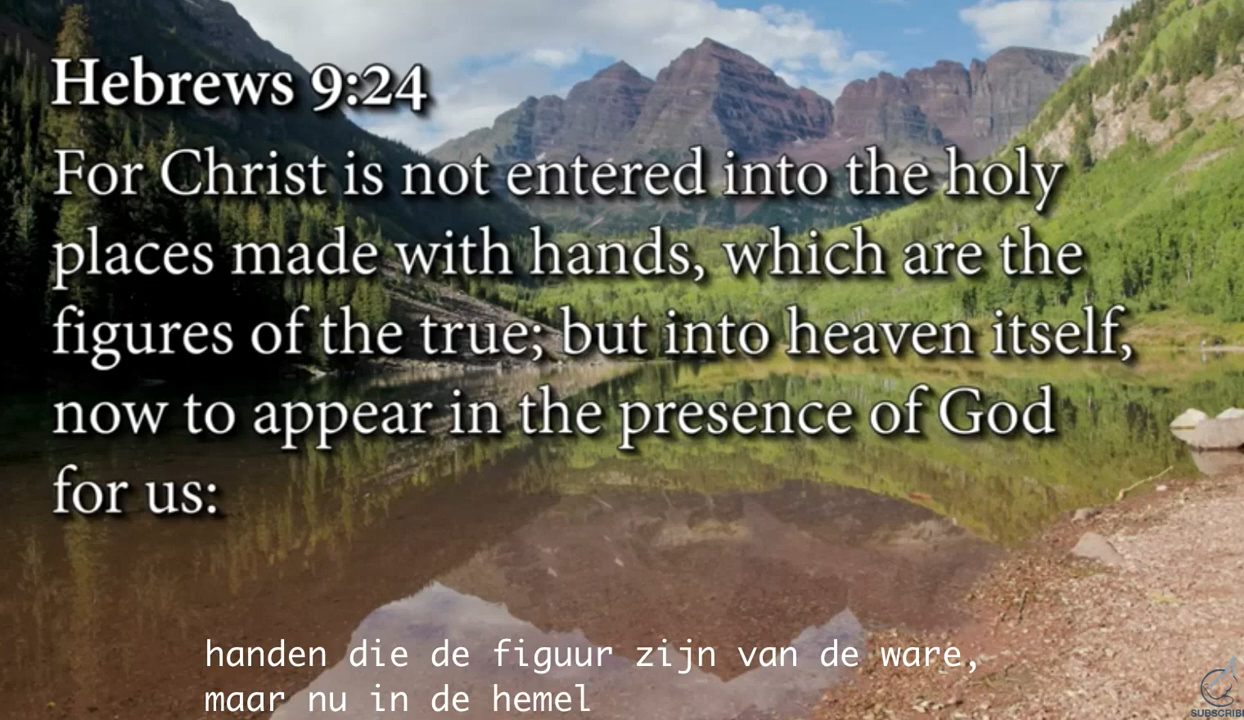 Hebrews 9:24
For Christ is not entered into the holy
places made with hands, which are the
figures of the true; but into heaven itself,
now to appear in the presence of God
for us:
handen die de figuur zijn van de ware,
maar nu in de hemel
SUBSCRIBE